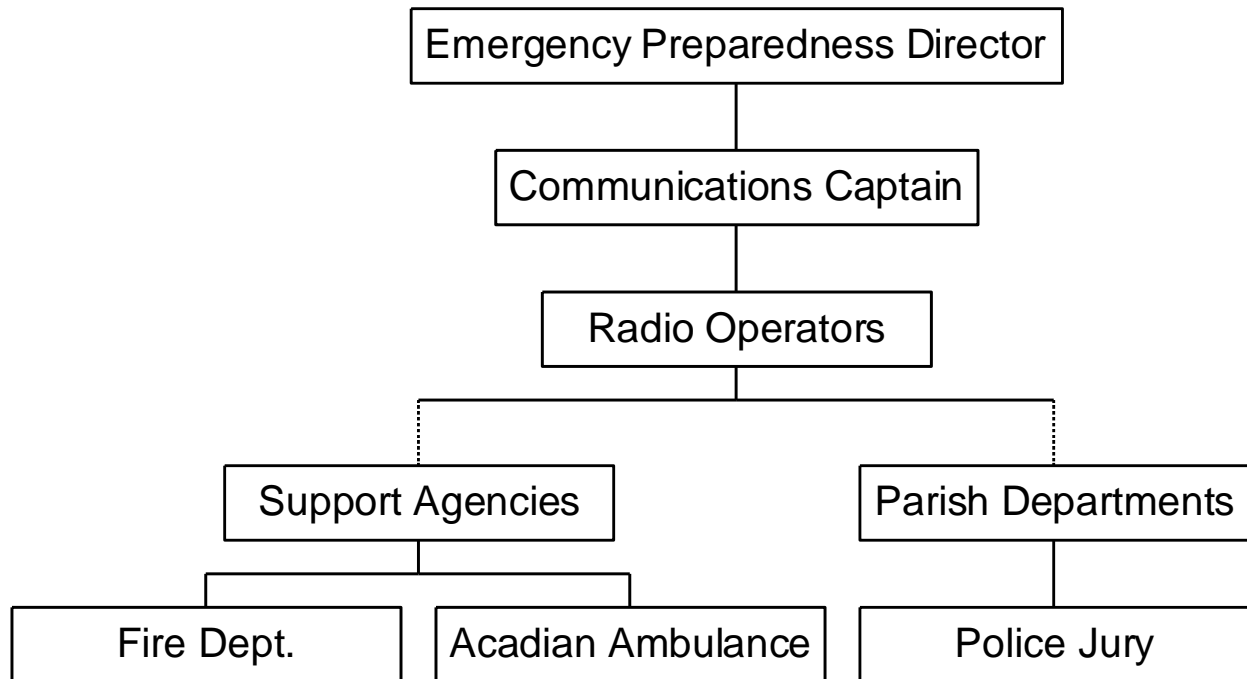 Emergency Preparedness Director
Communications Captain
Radio Operators
Support Agencies
Parish Departments
Fire Dept.
Acadian Ambulance
Police Jury